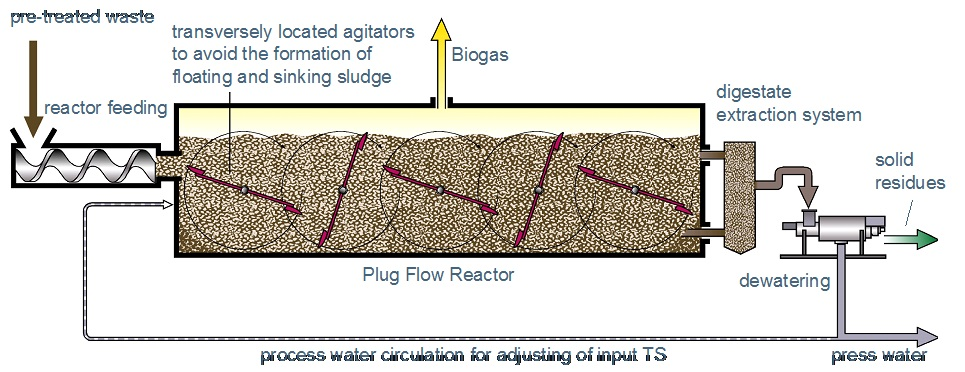 pre-treated waste
transversely located agitators
to avoid the formation of
floating and sinking sludge
Biogas
reactor feeding
digestate
extraction system
solid
residues
Plug Flow Reactor
dewatering
process water circulation for adjusting of input TS
press water